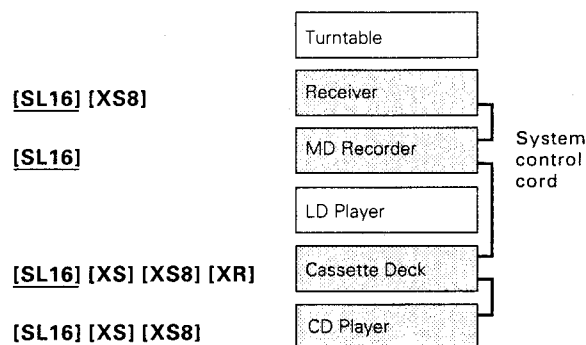 Turntable
[SL16] [XS8] Receiver
[SL16] MD Recorder
System
control
cord
LD Player
[SL16] [XS] [XS8] [XR] Cassette Deck
[SL16] [XS] [XS8] CD Player